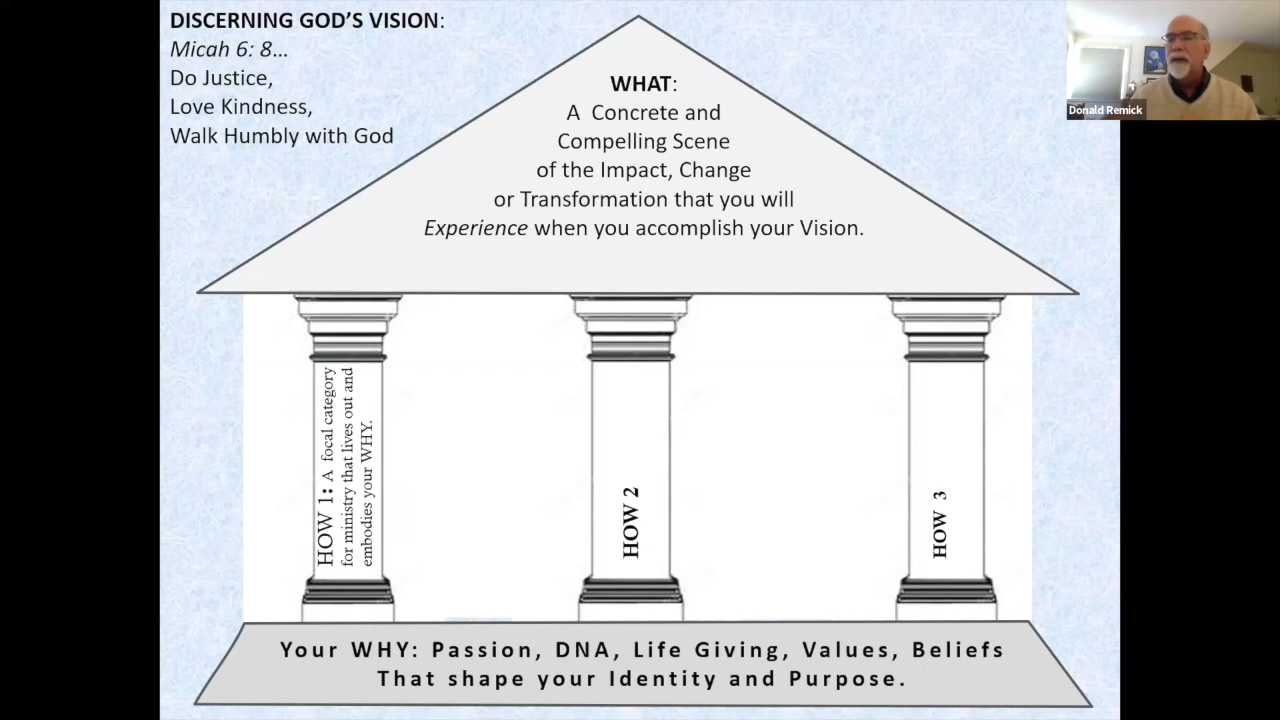 DISCERNING GOD'S VISION:
Micah 6: 8…
Do Justice,
Love Kindness,
Walk Humbly with God
WHAT:
A Concrete and
Compelling Scene
of the Impact, Change
or Transformation that you will
Experience when you accomplish your Vision.
Donald Remick
HOW 1: A focal category
for ministry that lives out and
embodies your WHY.
HOW 2
HOW 3
Your WHY: Passion, DNA, Life Giving, Values, Beliefs
That shape your Identity and Purpose.